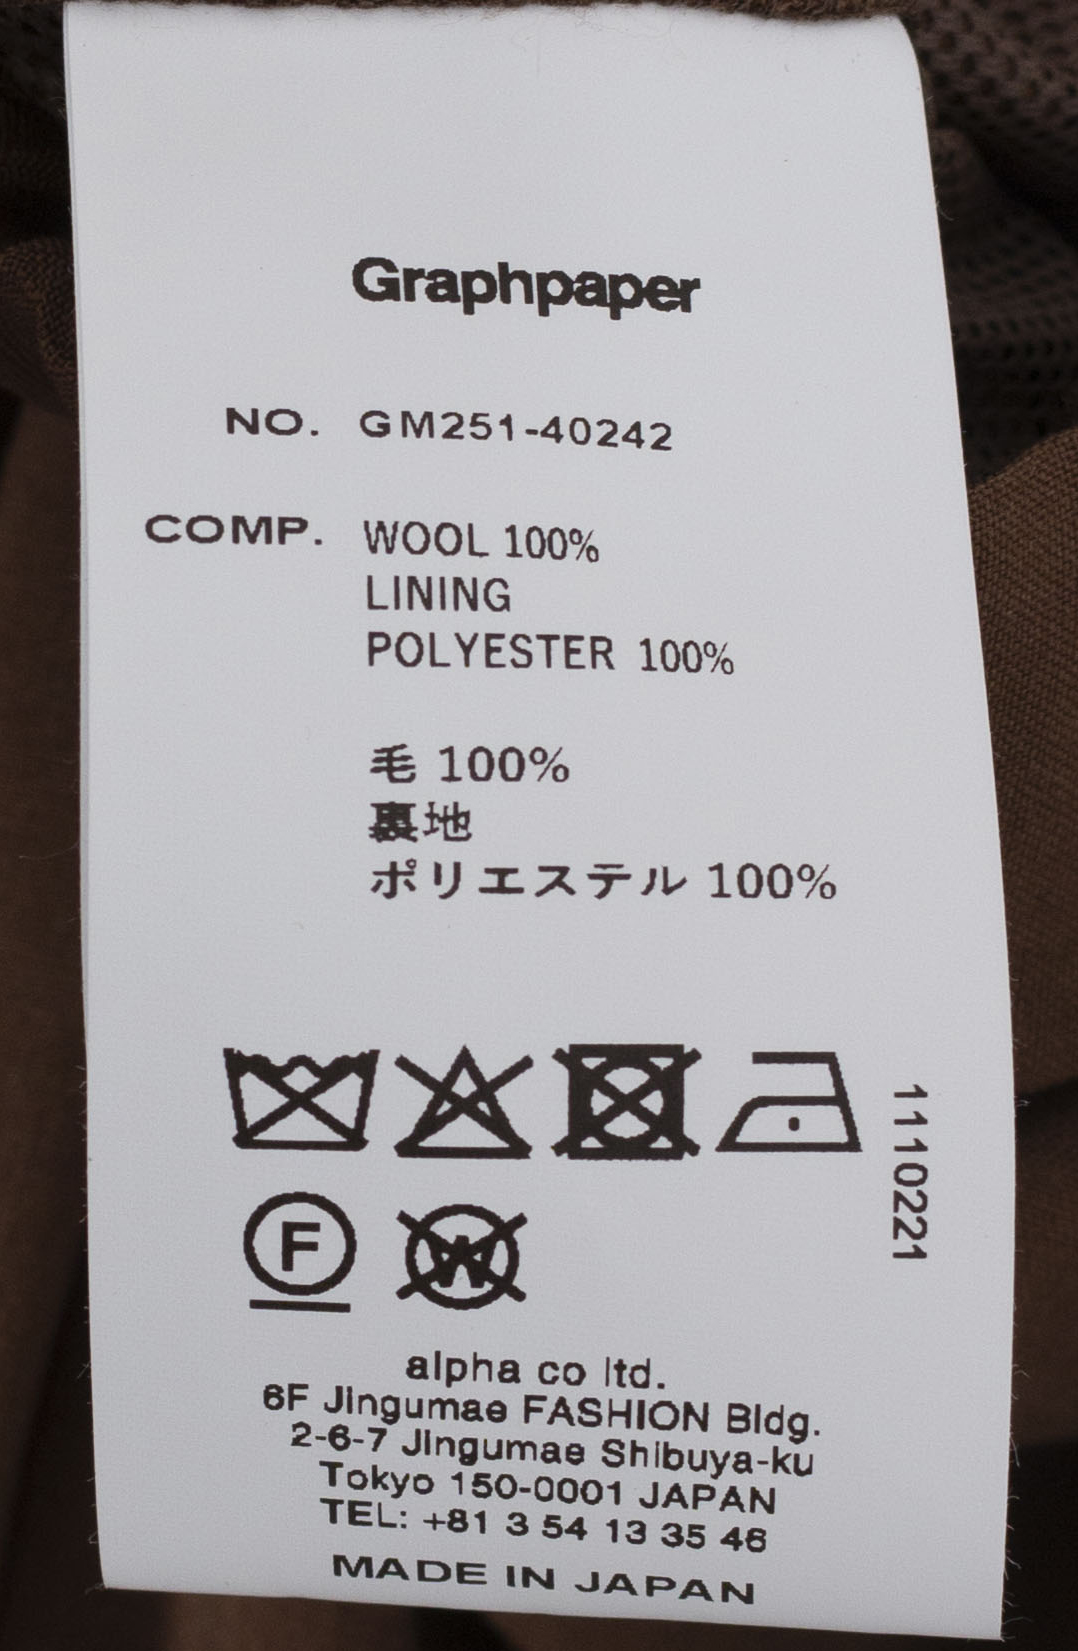 Graphpaper
NO. GM251-40242
COMP. WOOL 100%
LINING
POLYESTER 100%
毛 100%
裏地
ポリエステル 100%
1110221
F
W
alpha co ltd.
6F Jingumae FASHION Bldg.
2-6-7 Jingumae Shibuya-ku
Tokyo 150-0001 JAPAN
TEL: +81 3 54 13 35 46
MADE IN JAPAN